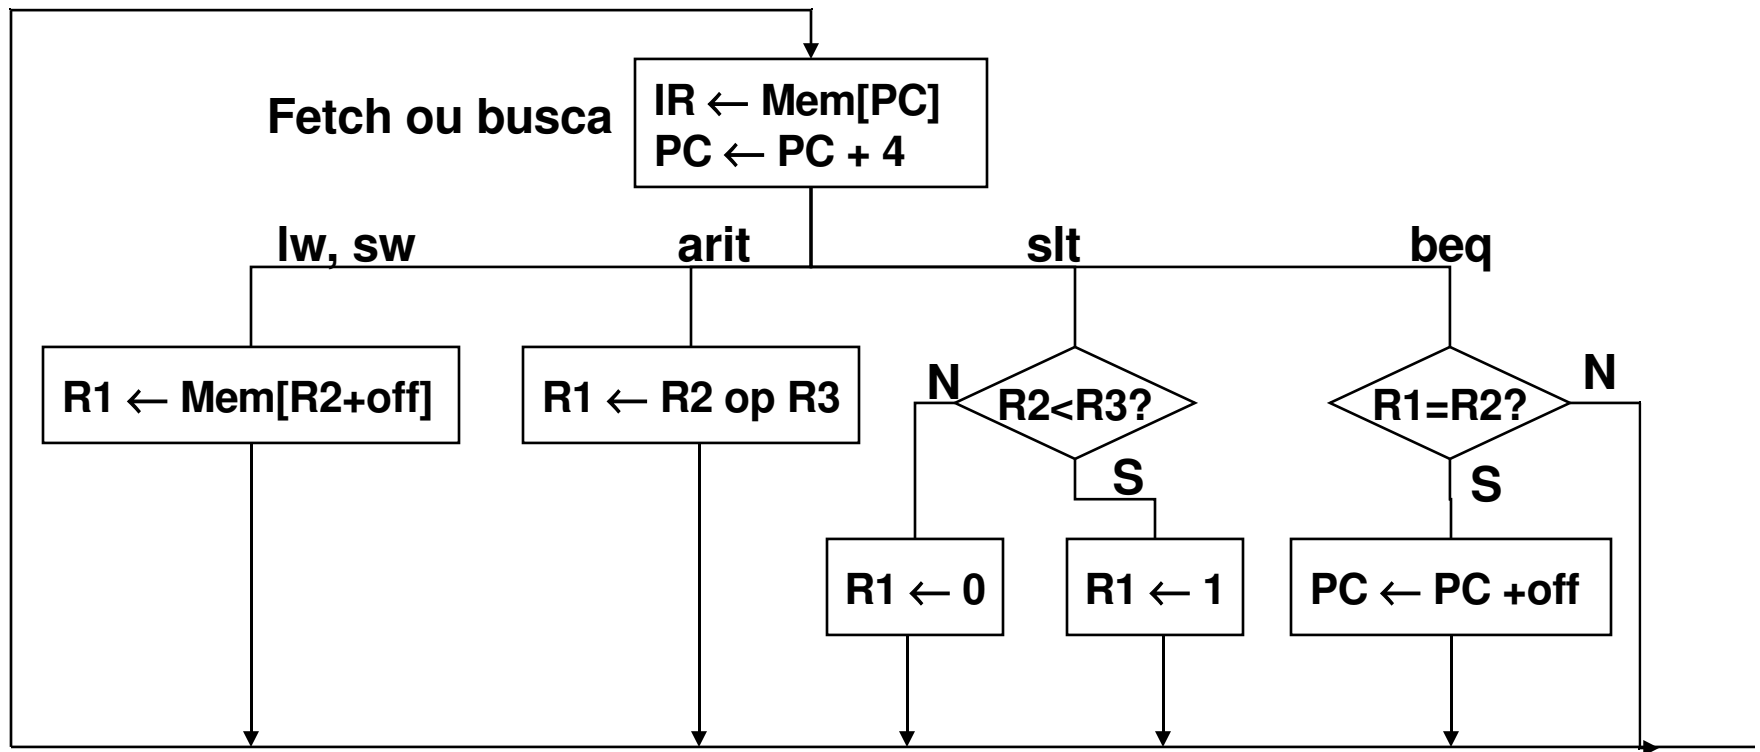 Fetch ou busca
IR ← Mem[PC]
PC ← PC + 4
lw, sw
arit
slt
beq
R1 ← Mem[R2+off]
R1 ← R2 op R3
N
R2<R3?
S
R1=R2?
N
S
R1 ← 0
R1 ← 1
PC ← PC +off